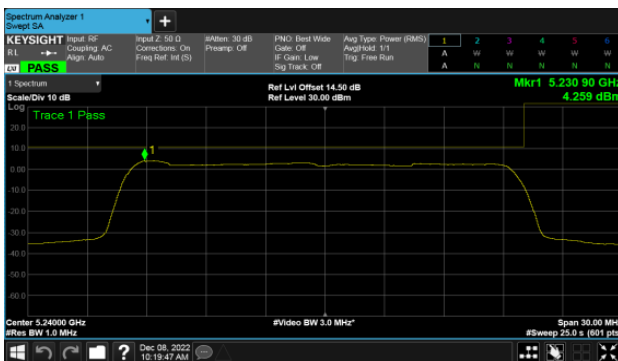 Spectrum Analyzer 1
Swept SA
KEYSIGHT
RL
Input: RF
Coupling: AC
Align: Auto
Input Z: 50 Ω
Corrections: On
Freq Ref: Int (S)
#Atten: 30 dB
Preamp: Off
PNO: Best Wide
Gate: Off
IF Gain: Low
Sig Track: Off
Avg Type: Power (RMS)
Avg|Hold: 1/1
Trig: Free Run
1 2 3 4 5 6
A W W W W W
A N N N N N
LXI PASS
1 Spectrum
Scale/Div 10 dB
Ref Lvl Offset 14.50 dB
Ref Level 30.00 dBm
Mkr1 5.230 90 GHz
4.259 dBm
Log
Trace 1 Pass
20.0
10.0
1
0.00
-10.0
-20.0
-30.0
-40.0
-50.0
-60.0
Center 5.24000 GHz
#Video BW 3.0 MHz*
Span 30.00 MH
#Res BW 1.0 MHz
#Sweep 25.0 s (601 pts
Dec 08, 2022
10:19:47 AM